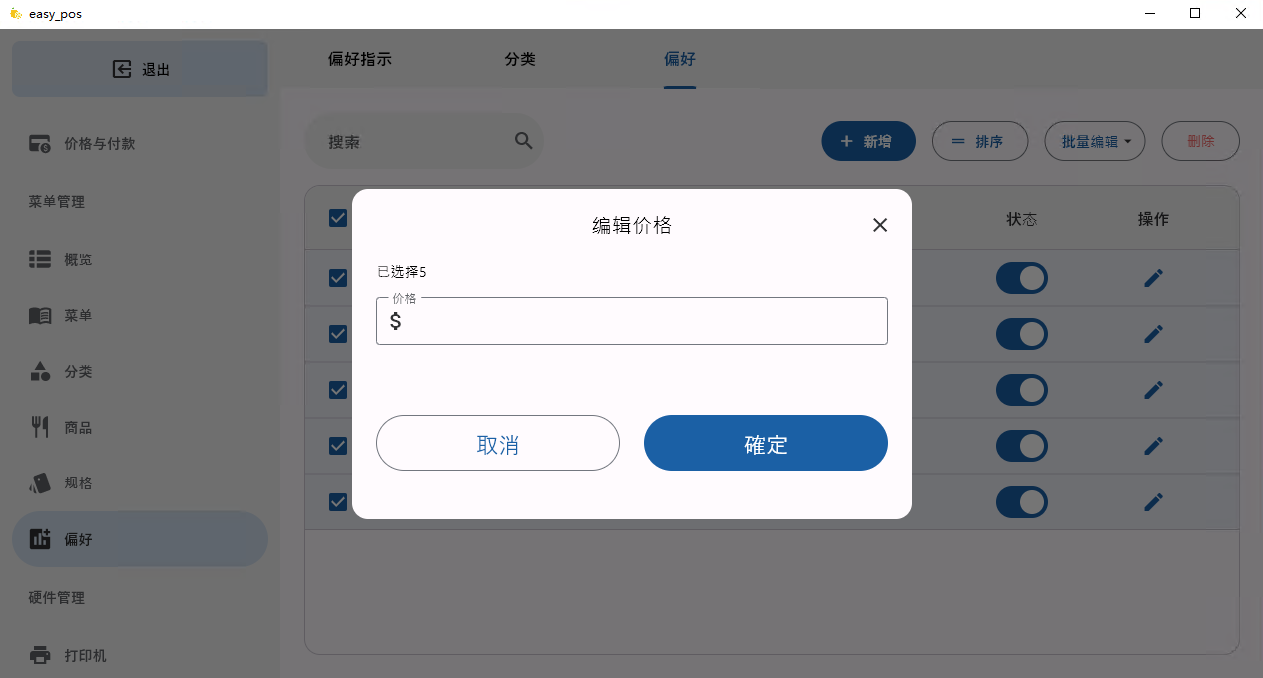 easy_pos
退出
偏好指示
分类
偏好
价格与付款
搜索
新增
排序
批量编辑
删除
菜单管理
编辑价格
状态
操作
概览
已选择5
价格
$
菜单
分类
商品
取消
確定
规格
偏好
硬件管理
打印机